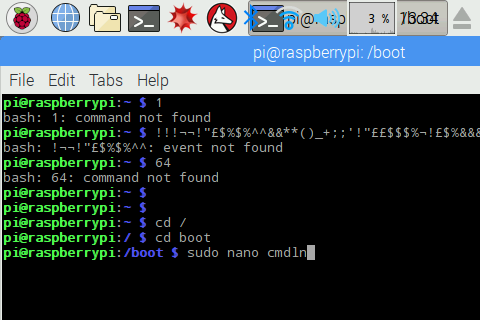 pi@rasp
3 %
/boot
pi@raspberrypi: /boot
File Edit Tabs Help
pi@raspberrypi:~ $ 1
bash: 1: command not found
pi@raspberrypi:~ $ !!!¬¬!"£$%$%^^&&**()_+;;'!"££$$$%¬!£$%&&&
bash: !¬¬!"£$%$%^^: event not found
pi@raspberrypi:~ $ 64
bash: 64: command not found
pi@raspberrypi:~ $
pi@raspberrypi:~ $
pi@raspberrypi:~ $ cd /
pi@raspberrypi:/ $ cd boot
pi@raspberrypi:/boot $ sudo nano cmdln